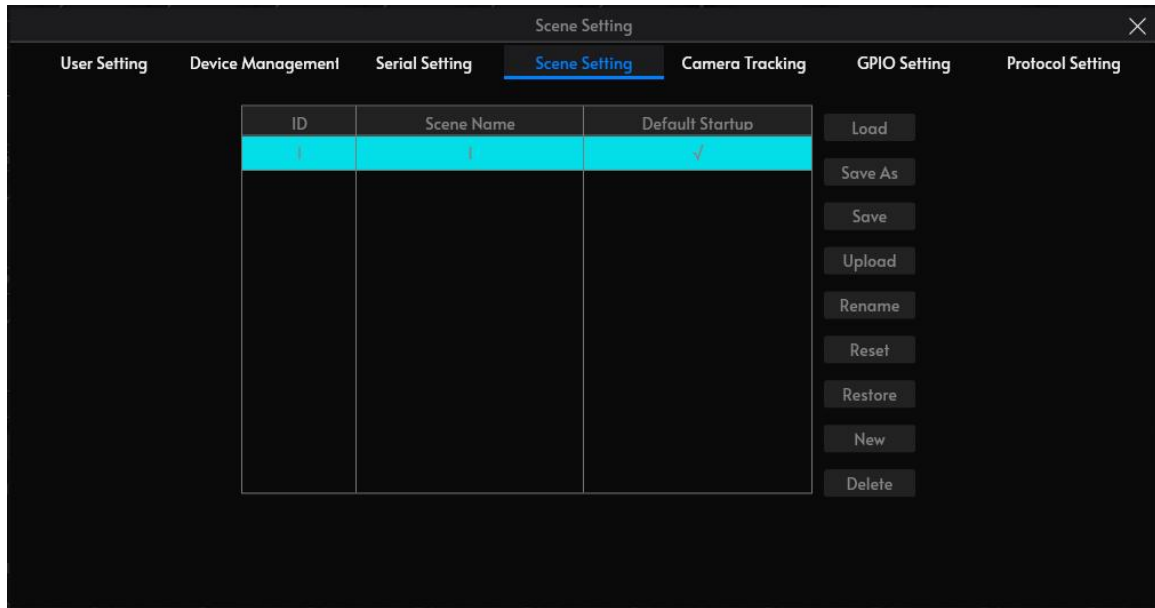 Scene Setting
User Setting Device Management Serial Setting Scene Setting Camera Tracking GPIO Setting Protocol Setting
ID Scene Name Default Startup
1 1 √
Load
Save As
Save
Upload
Rename
Reset
Restore
New
Delete